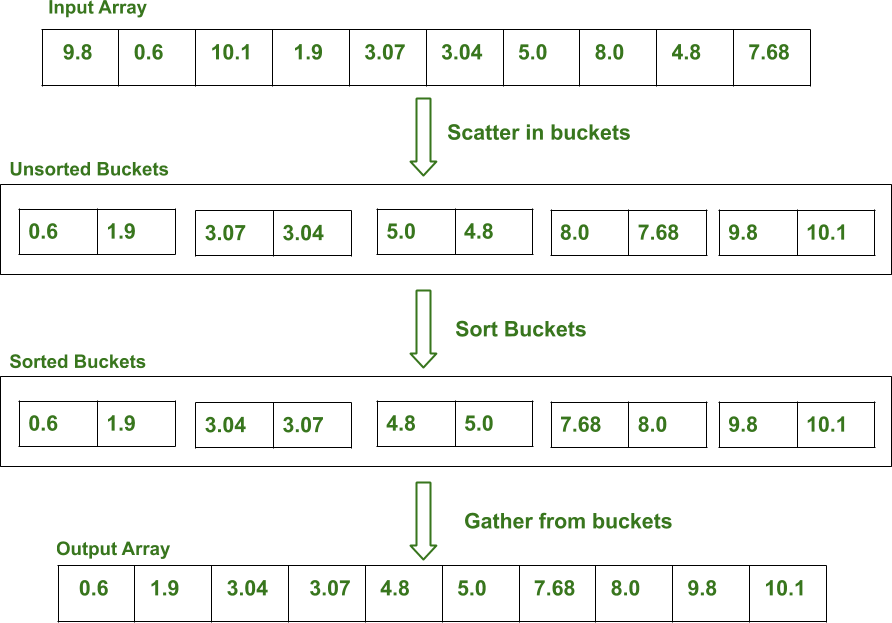 Input Array
9.8 0.6 10.1 1.9 3.07 3.04 5.0 8.0 4.8 7.68
Scatter in buckets
Unsorted Buckets
0.6 1.9 3.07 3.04 5.0 4.8 8.0 7.68 9.8 10.1
Sort Buckets
Sorted Buckets
0.6 1.9 3.04 3.07 4.8 5.0 7.68 8.0 9.8 10.1
Gather from buckets
Output Array
0.6 1.9 3.04 3.07 4.8 5.0 7.68 8.0 9.8 10.1